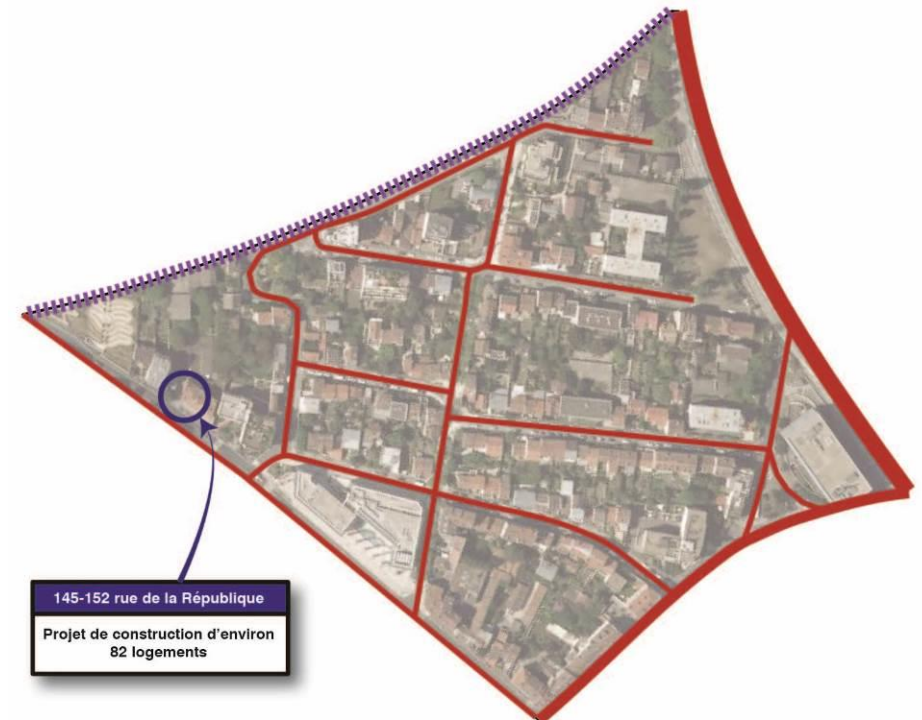 145-152 rue de la République
Projet de construction d'environ
82 logements